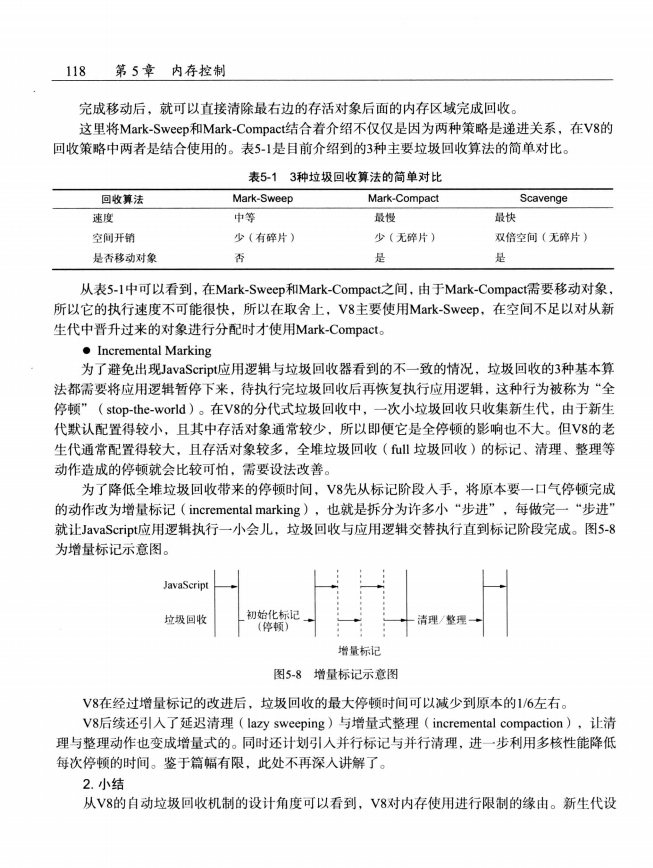 118 第5章 内存控制
完成移动后，就可以直接清除最右边的存活对象后面的内存区域完成回收。
这里将Mark-Sweep和Mark-Compact结合着介绍不仅仅是因为两种策略是递进关系，在V8的
回收策略中两者是结合使用的。表5-1是目前介绍到的3种主要垃圾回收算法的简单对比。
表5-1 3种垃圾回收算法的简单对比
回收算法 Mark-Sweep Mark-Compact Scavenge
速度 中等 最慢 最快
空间开销 少（有碎片） 少（无碎片） 双倍空间（无碎片）
是否移动对象 否 是 是
从表5-1中可以看到，在Mark-Sweep和Mark-Compact之间，由于Mark-Compact需要移动对象，
所以它的执行速度不可能很快，所以在取舍上，V8主要使用Mark-Sweep，在空间不足以对从新
生代中晋升过来的对象进行分配时才使用Mark-Compact。
● Incremental Marking
为了避免出现JavaScript应用逻辑与垃圾回收器看到的不一致的情况，垃圾回收的3种基本算
法都需要将应用逻辑暂停下来，待执行完垃圾回收后再恢复执行应用逻辑，这种行为被称为“全
停顿”（stop-the-world）。在V8的分代式垃圾回收中，一次小垃圾回收只收集新生代，由于新生
代默认配置得较小，且其中存活对象通常较少，所以即便它是全停顿的影响也不大。但V8的老
生代通常配置得较大，且存活对象较多，全堆垃圾回收（full 垃圾回收）的标记、清理、整理等
动作造成的停顿就会比较可怕，需要设法改善。
为了降低全堆垃圾回收带来的停顿时间，V8先从标记阶段入手，将原本要一口气停顿完成
的动作改为增量标记（incremental marking），也就是拆分为许多小“步进”，每做完一“步进”
就让JavaScript应用逻辑执行一小会儿，垃圾回收与应用逻辑交替执行直到标记阶段完成。图5-8
为增量标记示意图。
JavaScript
垃圾回收 初始化标记 清理/整理
（停顿）
增量标记
图5-8 增量标记示意图
V8在经过增量标记的改进后，垃圾回收的最大停顿时间可以减少到原本的1/6左右。
V8后续还引入了延迟清理（lazy sweeping）与增量式整理（incremental compaction），让清
理与整理动作也变成增量式的。同时还计划引入并行标记与并行清理，进一步利用多核性能降低
每次停顿的时间。鉴于篇幅有限，此处不再深入讲解了。
2. 小结
从V8的自动垃圾回收机制的设计角度可以看到，V8对内存使用进行限制的缘由。新生代设